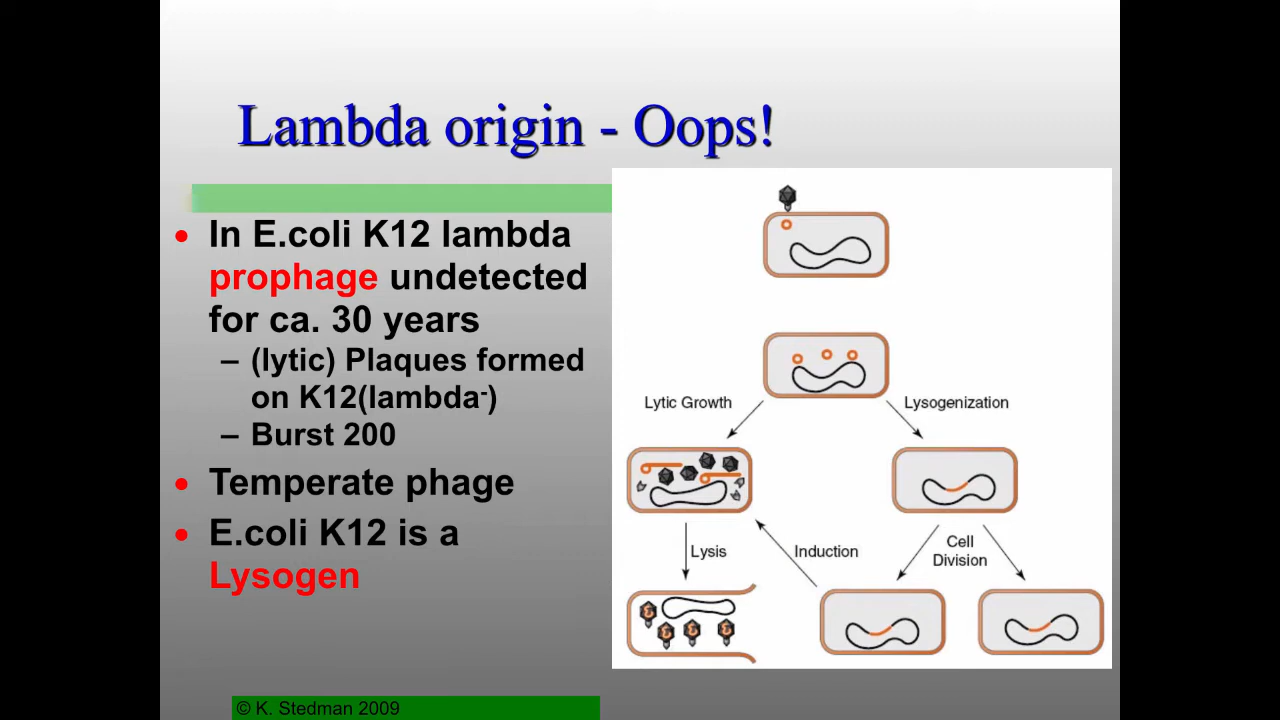 Lambda origin - Oops!
• In E.coli K12 lambda
prophage undetected
for ca. 30 years
– (lytic) Plaques formed
on K12(lambda-)
– Burst 200
• Temperate phage
• E.coli K12 is a
Lysogen
Lytic Growth
Lysogenization
Lysis
Induction
Cell
Division
© K. Stedman 2009